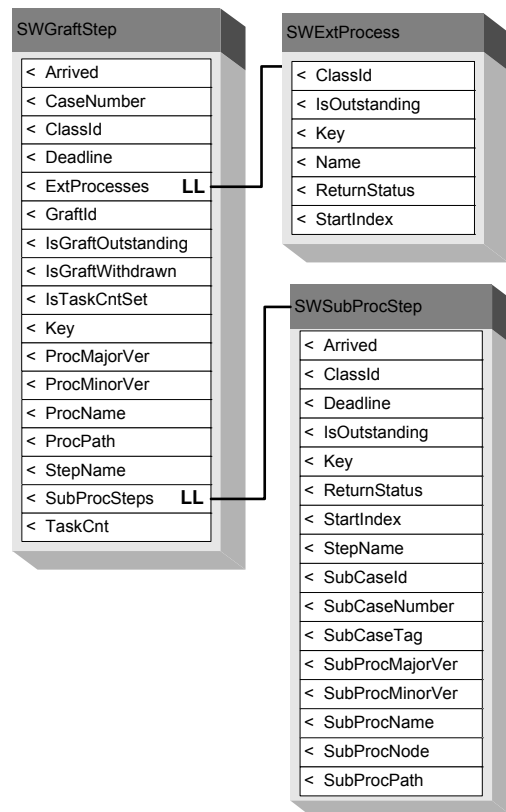 SWGraftStep
< Arrived
< CaseNumber
< ClassId
< Deadline
< ExtProcesses LL
< GraftId
< IsGraftOutstanding
< IsGraftWithdrawn
< IsTaskCntSet
< Key
< ProcMajorVer
< ProcMinorVer
< ProcName
< ProcPath
< StepName
< SubProcSteps LL
< TaskCnt
SWExtProcess
< ClassId
< IsOutstanding
< Key
< Name
< ReturnStatus
< StartIndex
SWSubProcStep
< Arrived
< ClassId
< Deadline
< IsOutstanding
< Key
< ReturnStatus
< StartIndex
< StepName
< SubCaseId
< SubCaseNumber
< SubCaseTag
< SubProcMajorVer
< SubProcMinorVer
< SubProcName
< SubProcNode
< SubProcPath